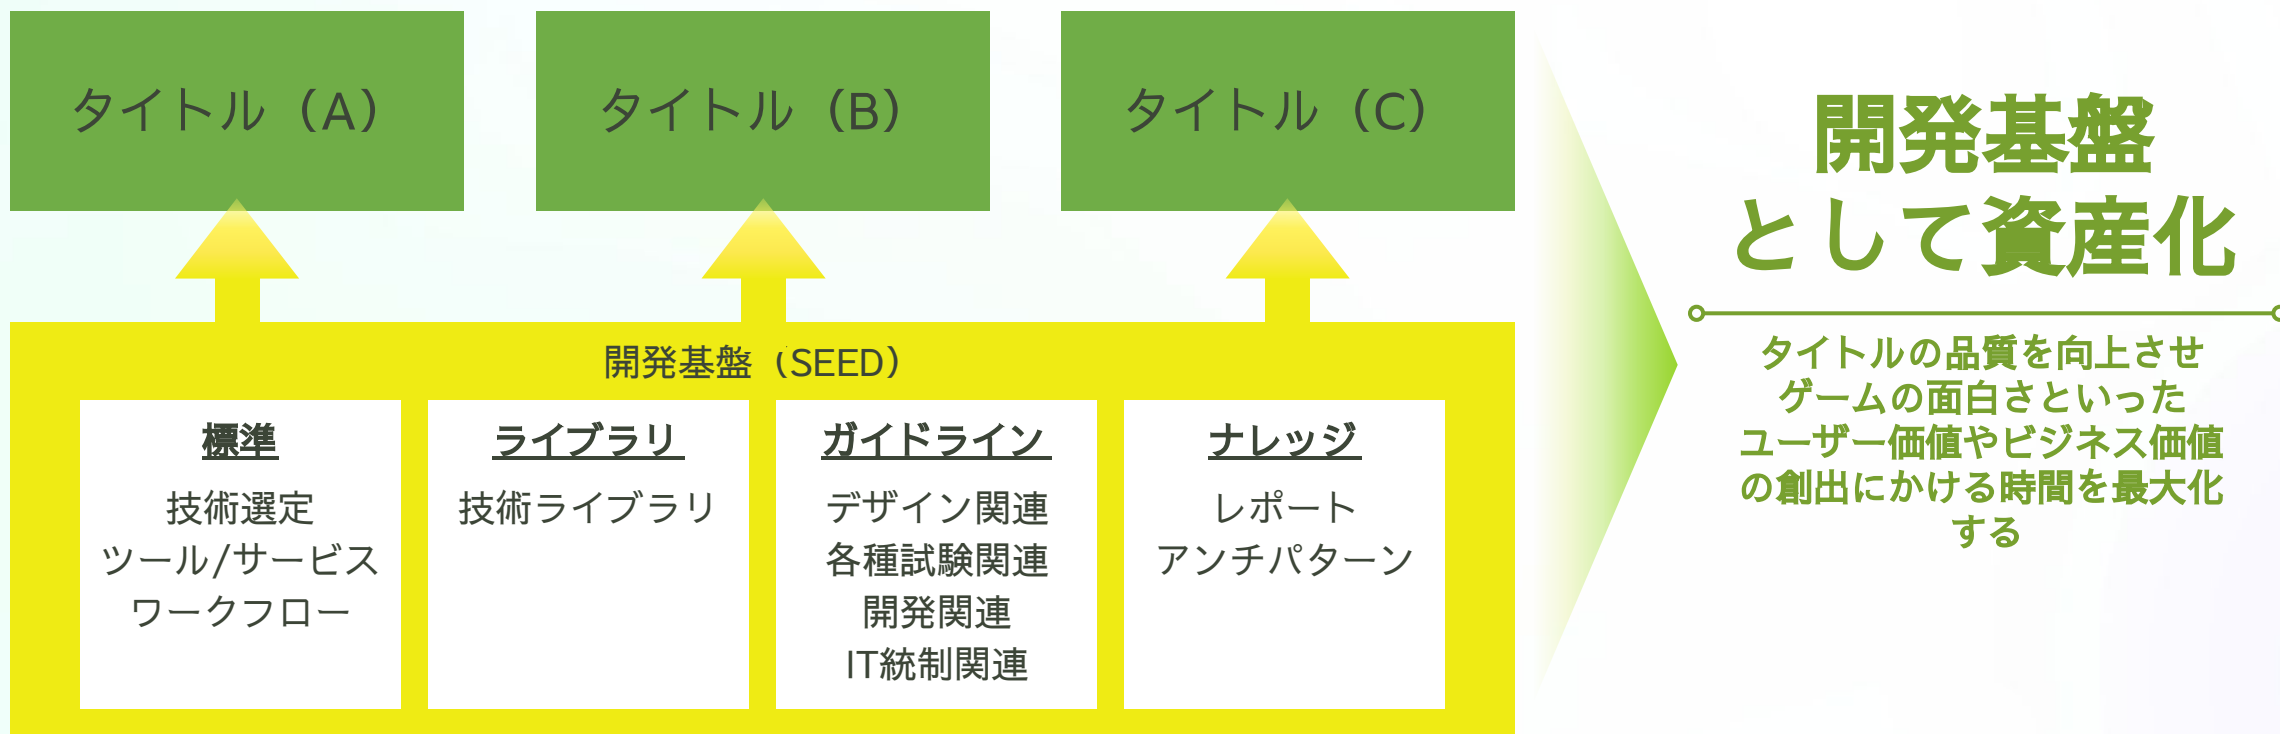 タイトル（A）
タイトル（B）
タイトル（C）
開発基盤（SEED）
標準
技術選定
ツール/サービス
ワークフロー
ライブラリ
技術ライブラリ
ガイドライン
デザイン関連
各種試験関連
開発関連
IT統制関連
ナレッジ
レポート
アンチパターン
開発基盤
として資産化
タイトルの品質を向上させ
ゲームの面白さといった
ユーザー価値やビジネス価値
の創出にかける時間を最大化
する